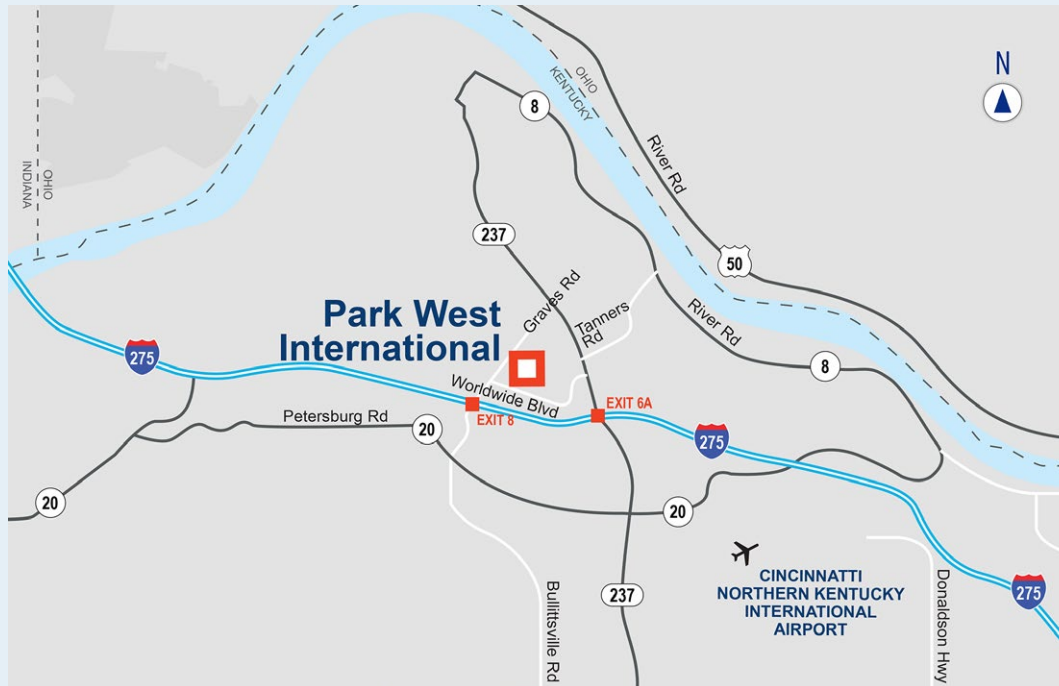 N
OHIO
KENTUCKY
8
River Rd
OHIO
INDIANA
237
50
Graves Rd
Tanners
Rd
Park West
International
River Rd
275
8
Worldwide Blvd
EXIT 8
EXIT 6A
Petersburg Rd
20
275
20
20
CINCINNATTI
NORTHERN KENTUCKY
INTERNATIONAL
AIRPORT
Bullittsville Rd
237
Donaldson Hwy
275